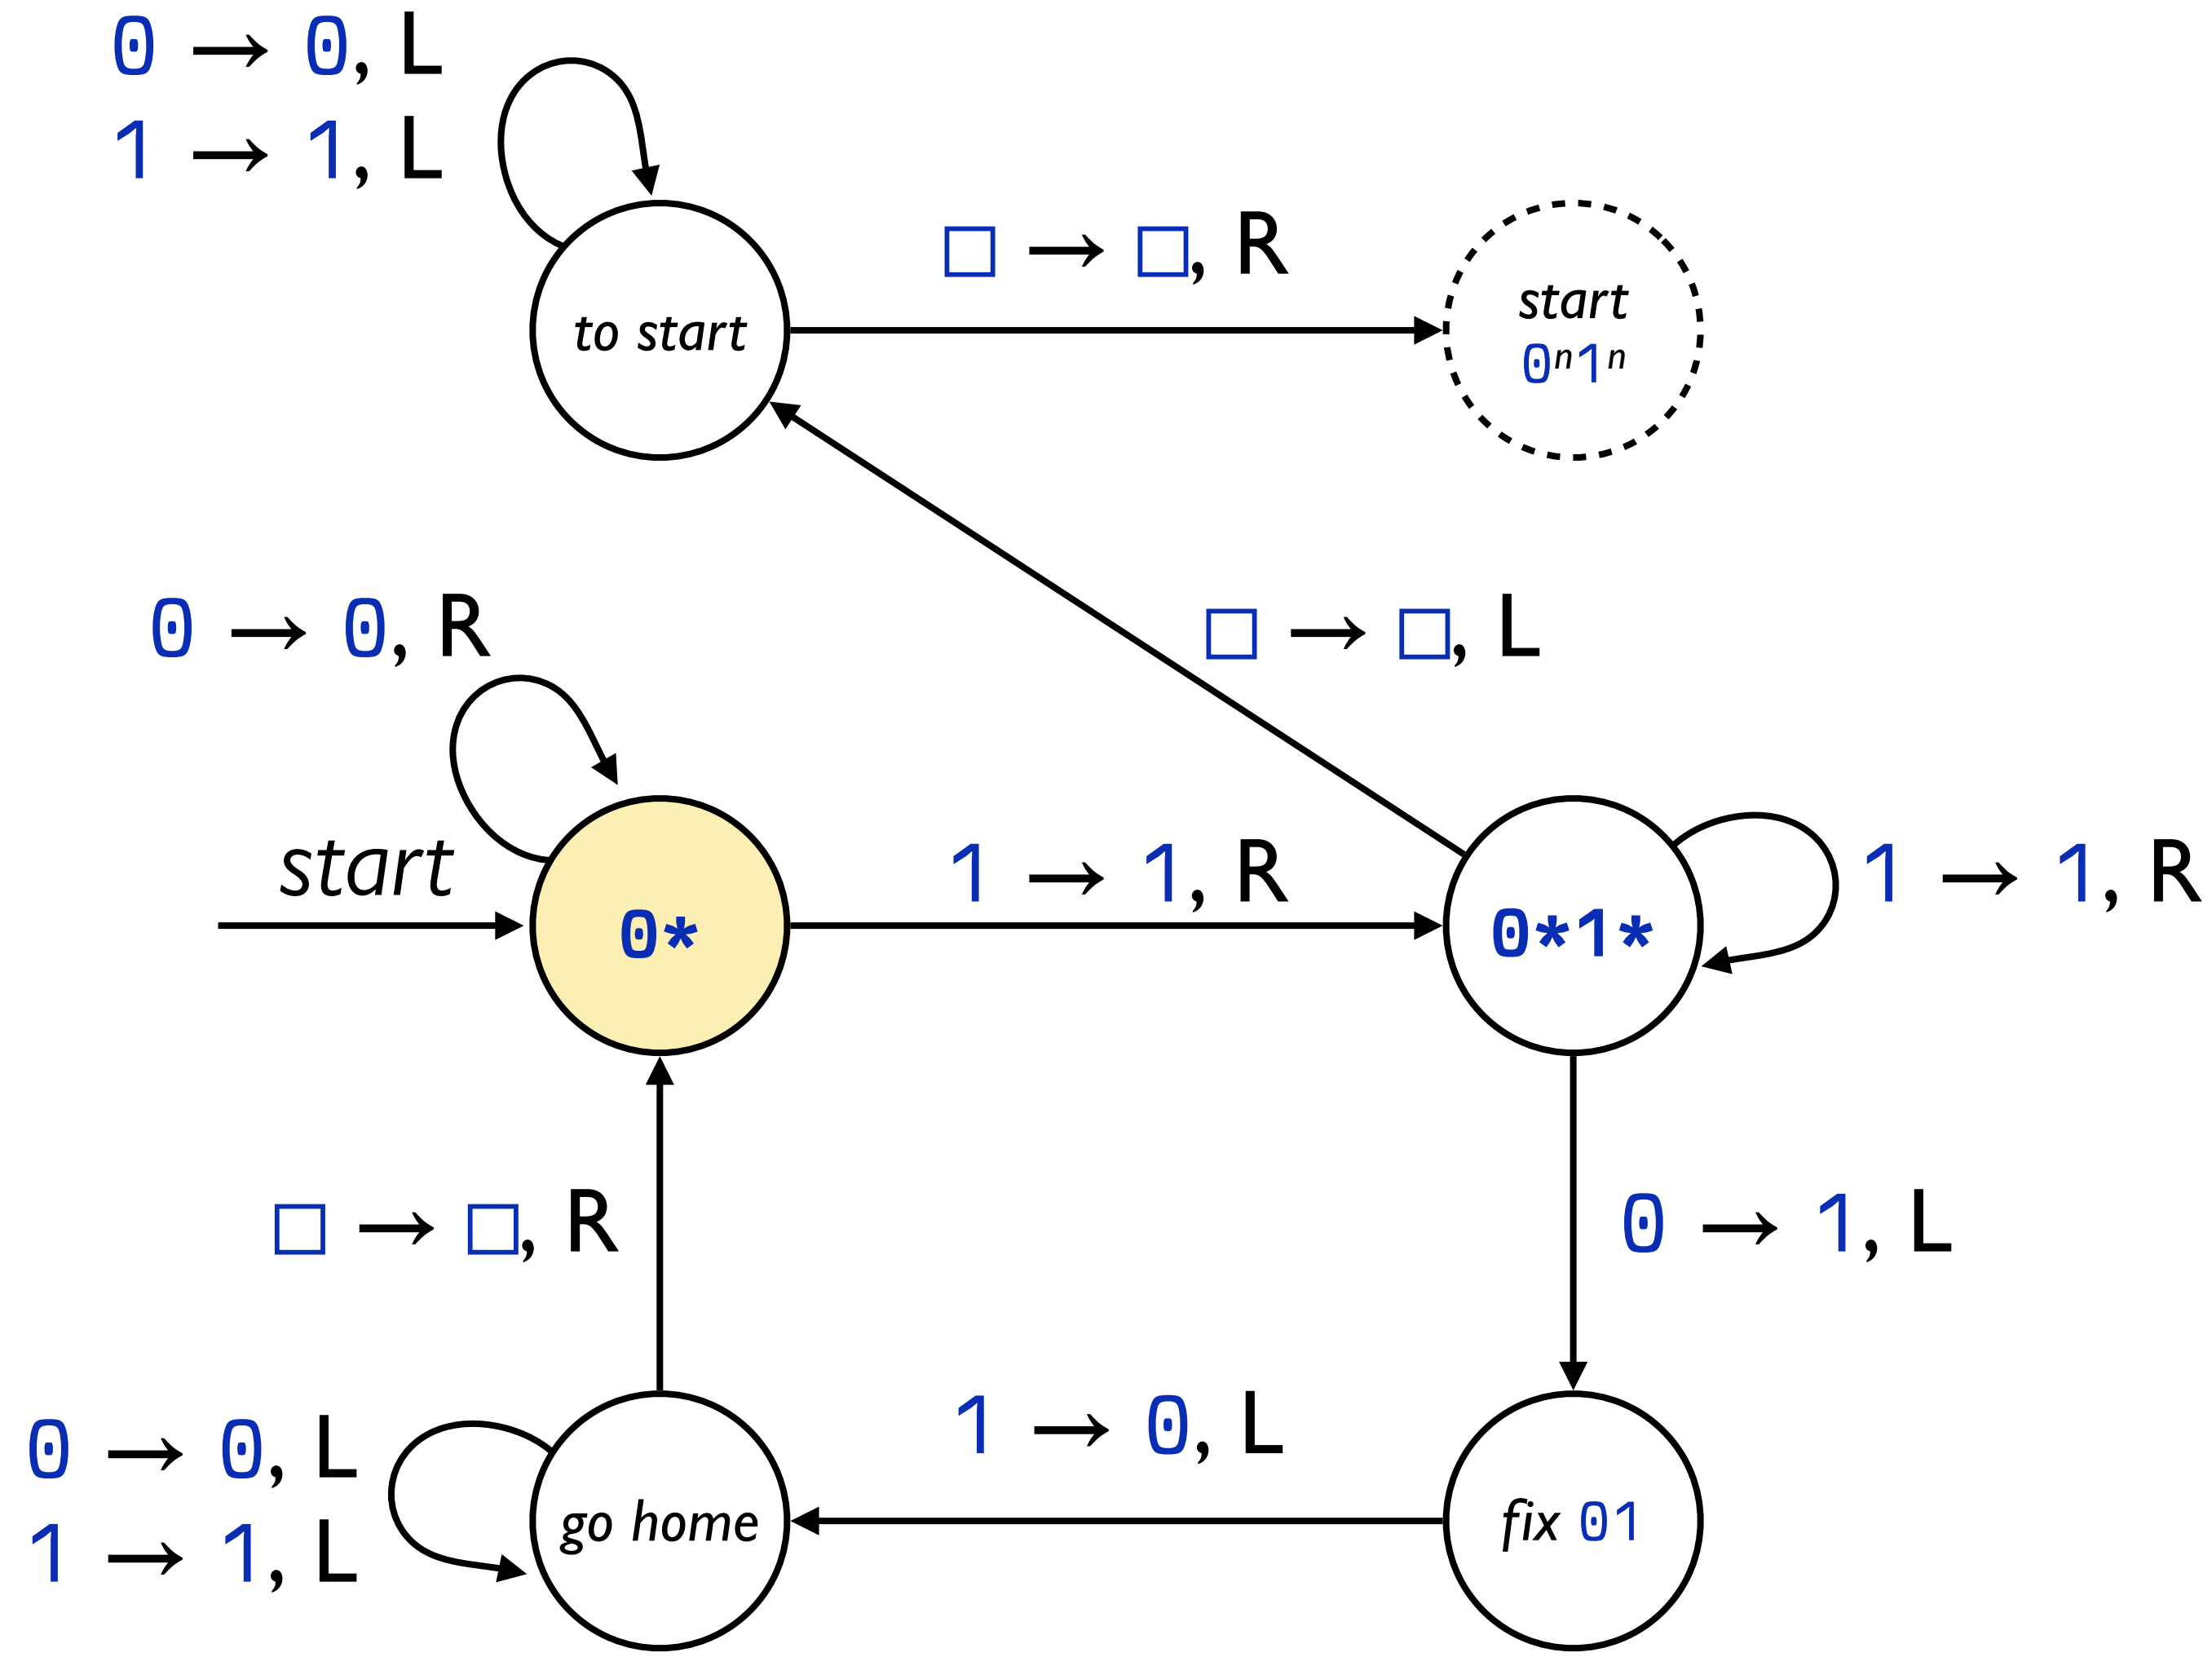 0 → 0, L
1 → 1, L
□ → □, R
to start
start
0ⁿ1ⁿ
0 → 0, R
□ → □, L
start
0*
1 → 1, R
0*1*
1 → 1, R
□ → □, R
0 → 1, L
0 → 0, L
1 → 1, L
go home
1 → 0, L
fix 01